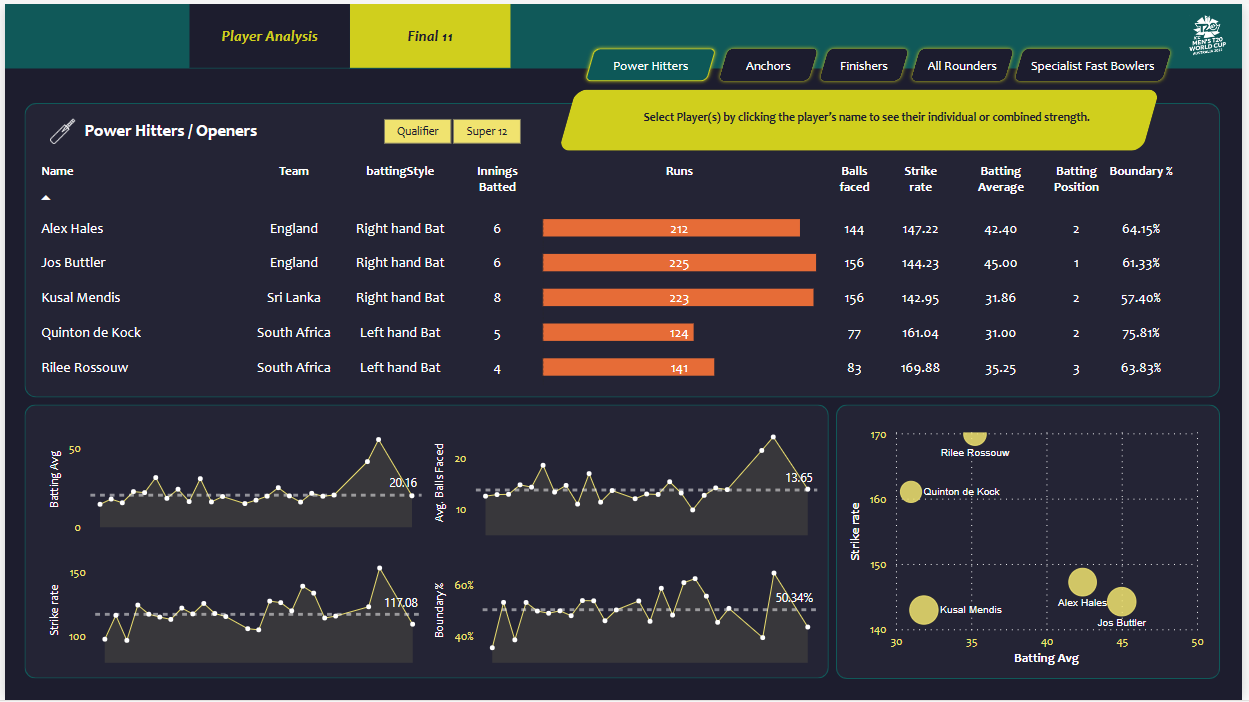 Player Analysis
Final 11
MEN'S T20
WORLD CUP
Power Hitters
Anchors
Finishers
All Rounders
Specialist Fast Bowlers
Select Player(s) by clicking the player's name to see their individual or combined strength.
Power Hitters / Openers
Qualifier
Super 12
Name Team battingStyle Innings Batted Runs Balls faced Strike rate Batting Average Batting Position Boundary %
Alex Hales England Right hand Bat 6 212 144 147.22 42.40 2 64.15%
Jos Buttler England Right hand Bat 6 225 156 144.23 45.00 1 61.33%
Kusal Mendis Sri Lanka Right hand Bat 8 223 156 142.95 31.86 2 57.40%
Quinton de Kock South Africa Left hand Bat 5 124 77 161.04 31.00 2 75.81%
Rilee Rossouw South Africa Left hand Bat 4 141 83 169.88 35.25 3 63.83%
Batting Avg
50
0
20.16
Avg. Balls Faced
20
10
13.65
Strike rate
150
100
117.08
Boundary %
60%
40%
50.34%
Strike rate
170
160
150
140
Rilee Rossouw
Quinton de Kock
Alex Hales
Kusal Mendis
Jos Buttler
30 35 40 45 50
Batting Avg